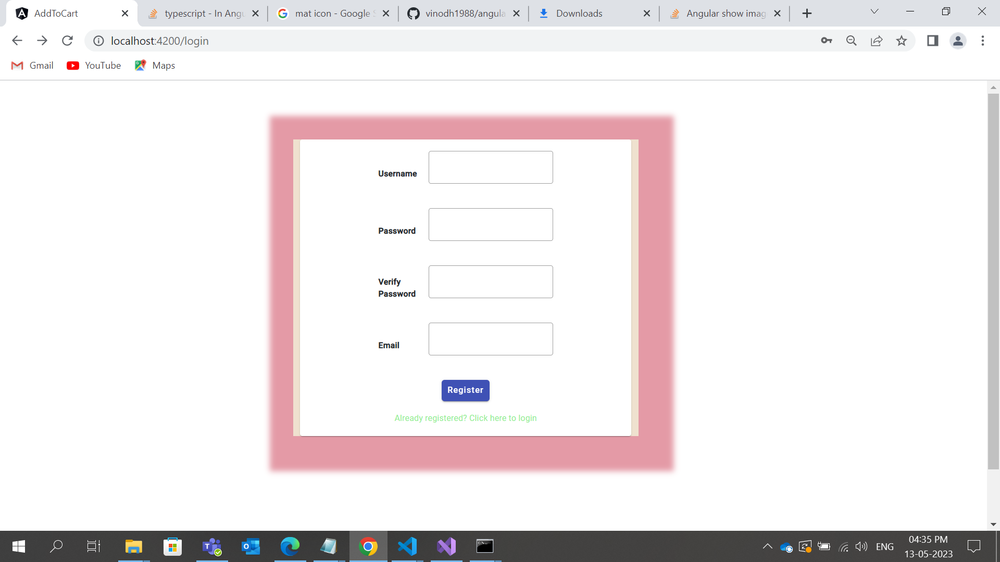 AddToCart
typescript - In Angu
mat icon - Google S
vinodh1988/angula
Downloads
Angular show imag
localhost:4200/login
Gmail
YouTube
Maps
Username
Password
Verify
Password
Email
Register
Already registered? Click here to login
ENG
04:35 PM
13-05-2023